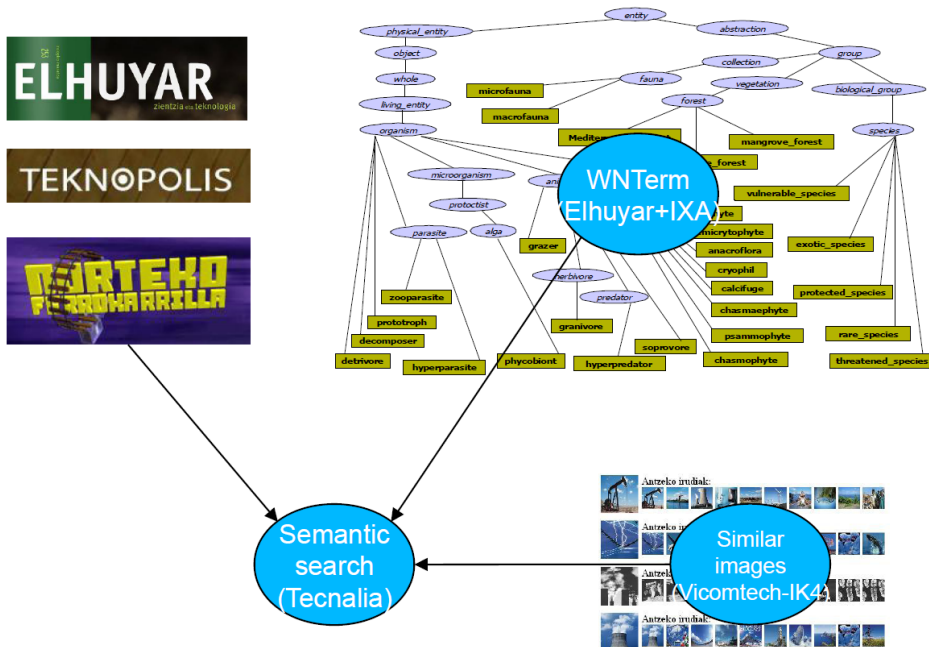 ELHUYAR
zientzia eta teknologia
TEKNOPOLIS
NORTEKO
FERROKARRILLA
entity
physical_entity
abstraction
object
group
collection
whole
fauna
vegetation
microfauna
living_entity
forest
biological_group
macrofauna
organism
species
mangrove_forest
WNTerm
(Elhuyar+IXA)
microorganism
vulnerable_species
protoctist
parasite
alga
grazer
anacroflora
exotic_species
cryophil
herbivore
calcifuge
protected_species
zooparasite
predator
chasmaephyte
prototroph
granivore
psammophyte
rare_species
decomposer
soprovore
detrivore
hyperparasite
phycobiont
hyperpredator
chasmophyte
threatened_species
Antzeko irudiak:
Semantic
search
(Tecnalia)
Similar
images
(Vicomtech-IK4)